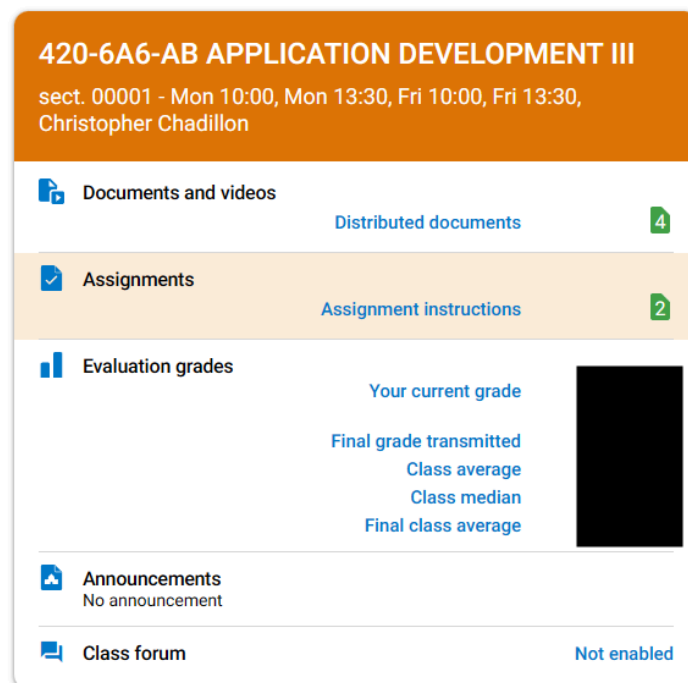 420-6A6-AB APPLICATION DEVELOPMENT III
sect. 00001 - Mon 10:00, Mon 13:30, Fri 10:00, Fri 13:30,
Christopher Chadillon
Documents and videos
Distributed documents 4
Assignments
Assignment instructions 2
Evaluation grades
Your current grade
Final grade transmitted
Class average
Class median
Final class average
Announcements
No announcement
Class forum Not enabled